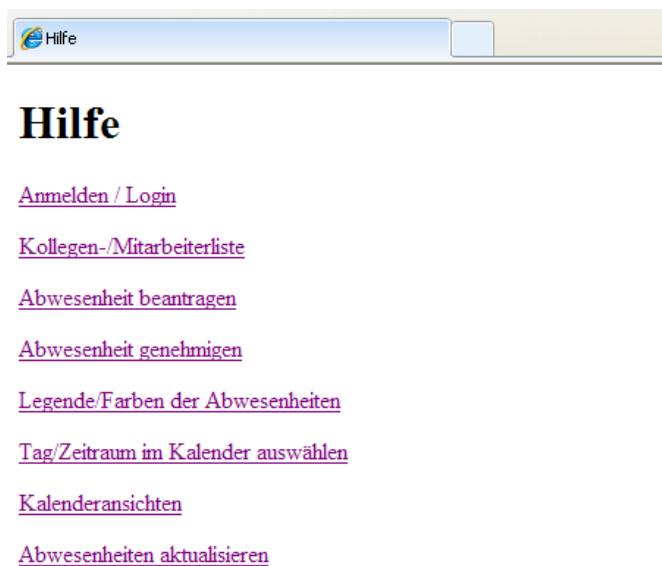 Hilfe
Hilfe
Anmelden / Login
Kollegen-/Mitarbeiterliste
Abwesenheit beantragen
Abwesenheit genehmigen
Legende/Farben der Abwesenheiten
Tag/Zeitraum im Kalender auswählen
Kalenderansichten
Abwesenheiten aktualisieren